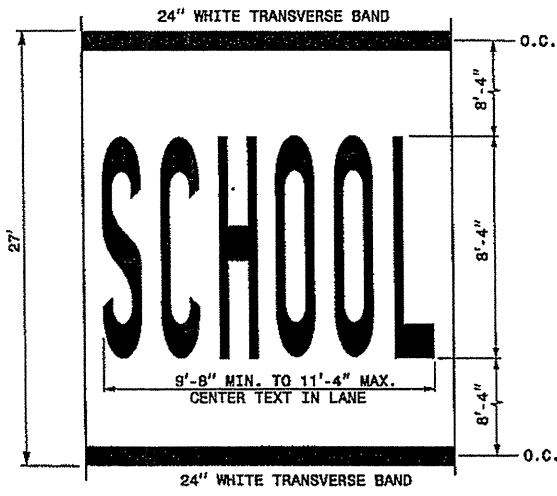 24" WHITE TRANSVERSE BAND
O.C.
8'-4"
27'
SCHOOL
8'-4"
9'-8" MIN. TO 11'-4" MAX.
CENTER TEXT IN LANE
8'-4"
O.C.
24" WHITE TRANSVERSE BAND